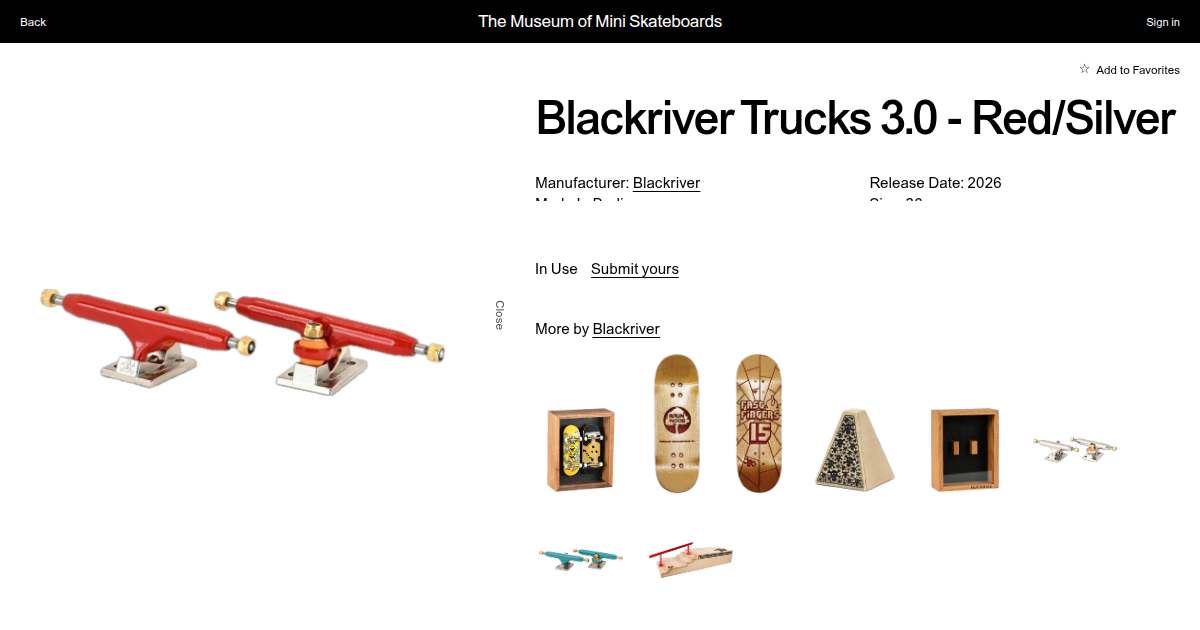 Back
The Museum of Mini Skateboards
Sign in
☆ Add to Favorites
Blackriver Trucks 3.0 - Red/Silver
Manufacturer: Blackriver
Release Date: 2026
In Use Submit yours
Close
More by Blackriver
FAST FINGERS
15